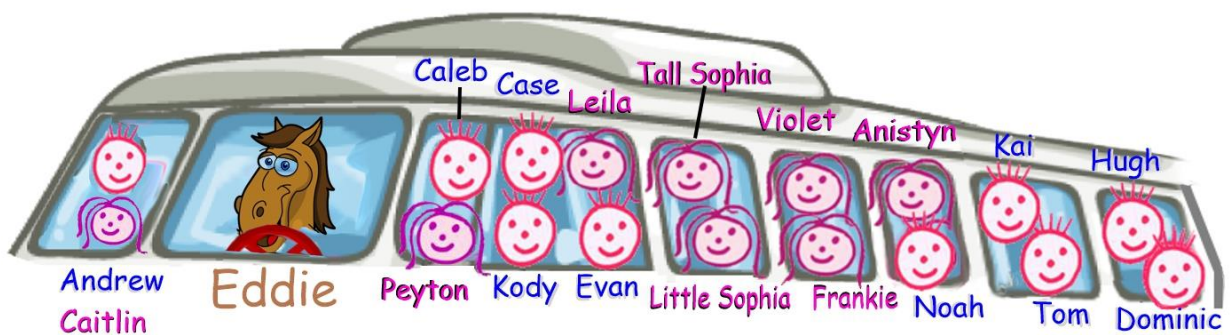 Caleb
Case
Leila
Tall Sophia
Violet
Anistyn
Kai
Hugh
Andrew
Caitlin
Eddie
Peyton
Kody
Evan
Little Sophia
Frankie
Noah
Tom
Dominic